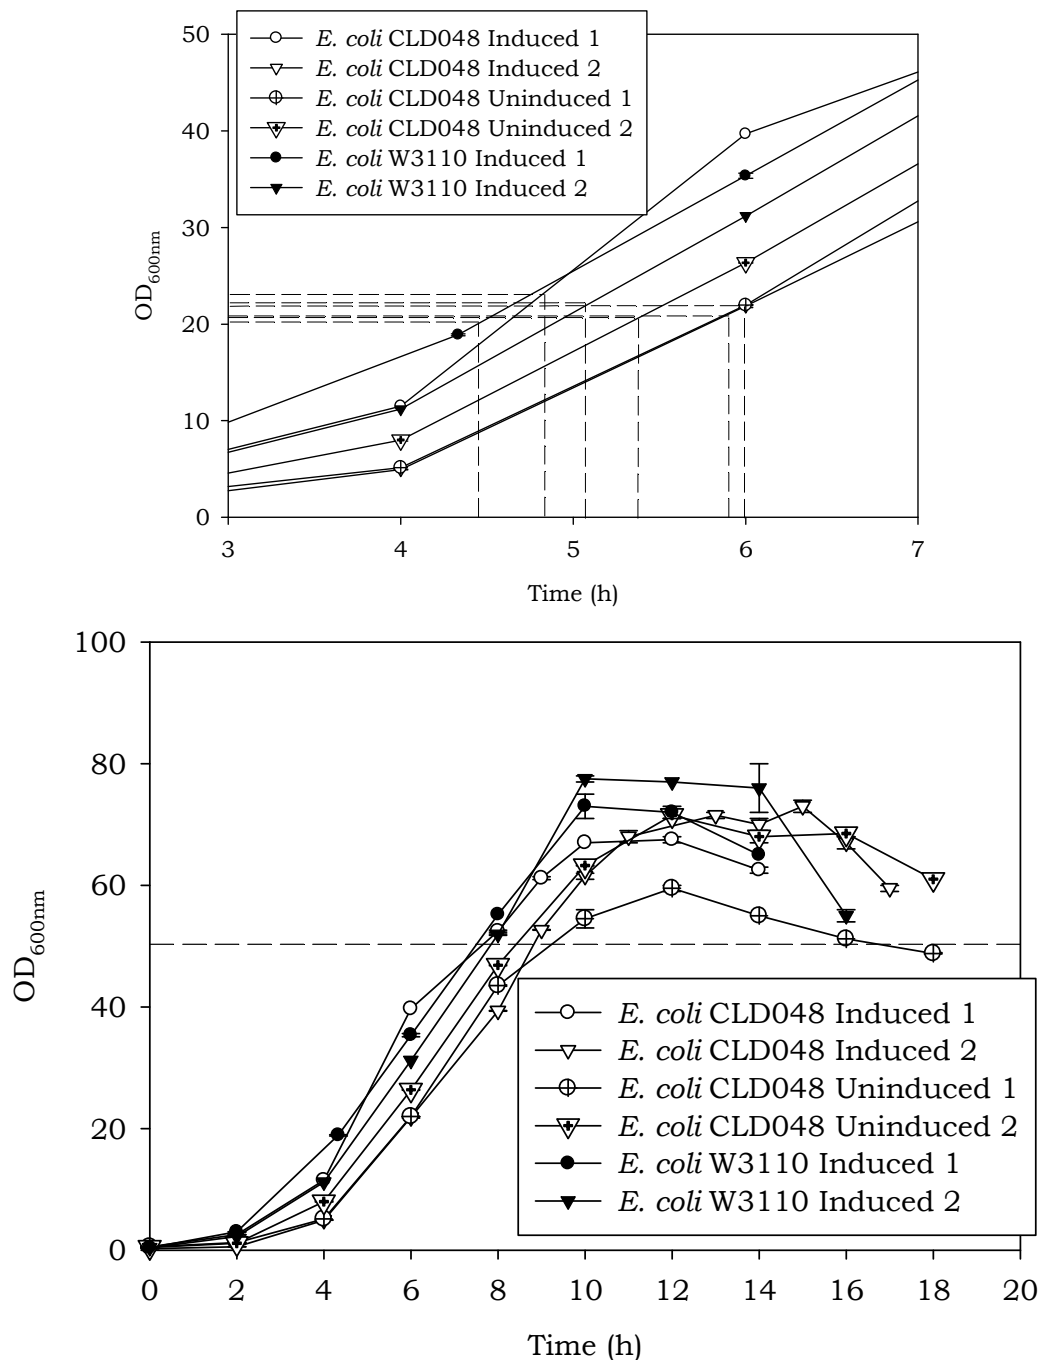 E. coli CLD048 Induced 1
E. coli CLD048 Induced 2
E. coli CLD048 Uninduced 1
E. coli CLD048 Uninduced 2
E. coli W3110 Induced 1
E. coli W3110 Induced 2
50
40
30
20
10
0
OD600nm
3 4 5 6 7
Time (h)
100
80
60
40
20
0
OD600nm
E. coli CLD048 Induced 1
E. coli CLD048 Induced 2
E. coli CLD048 Uninduced 1
E. coli CLD048 Uninduced 2
E. coli W3110 Induced 1
E. coli W3110 Induced 2
0 2 4 6 8 10 12 14 16 18 20
Time (h)